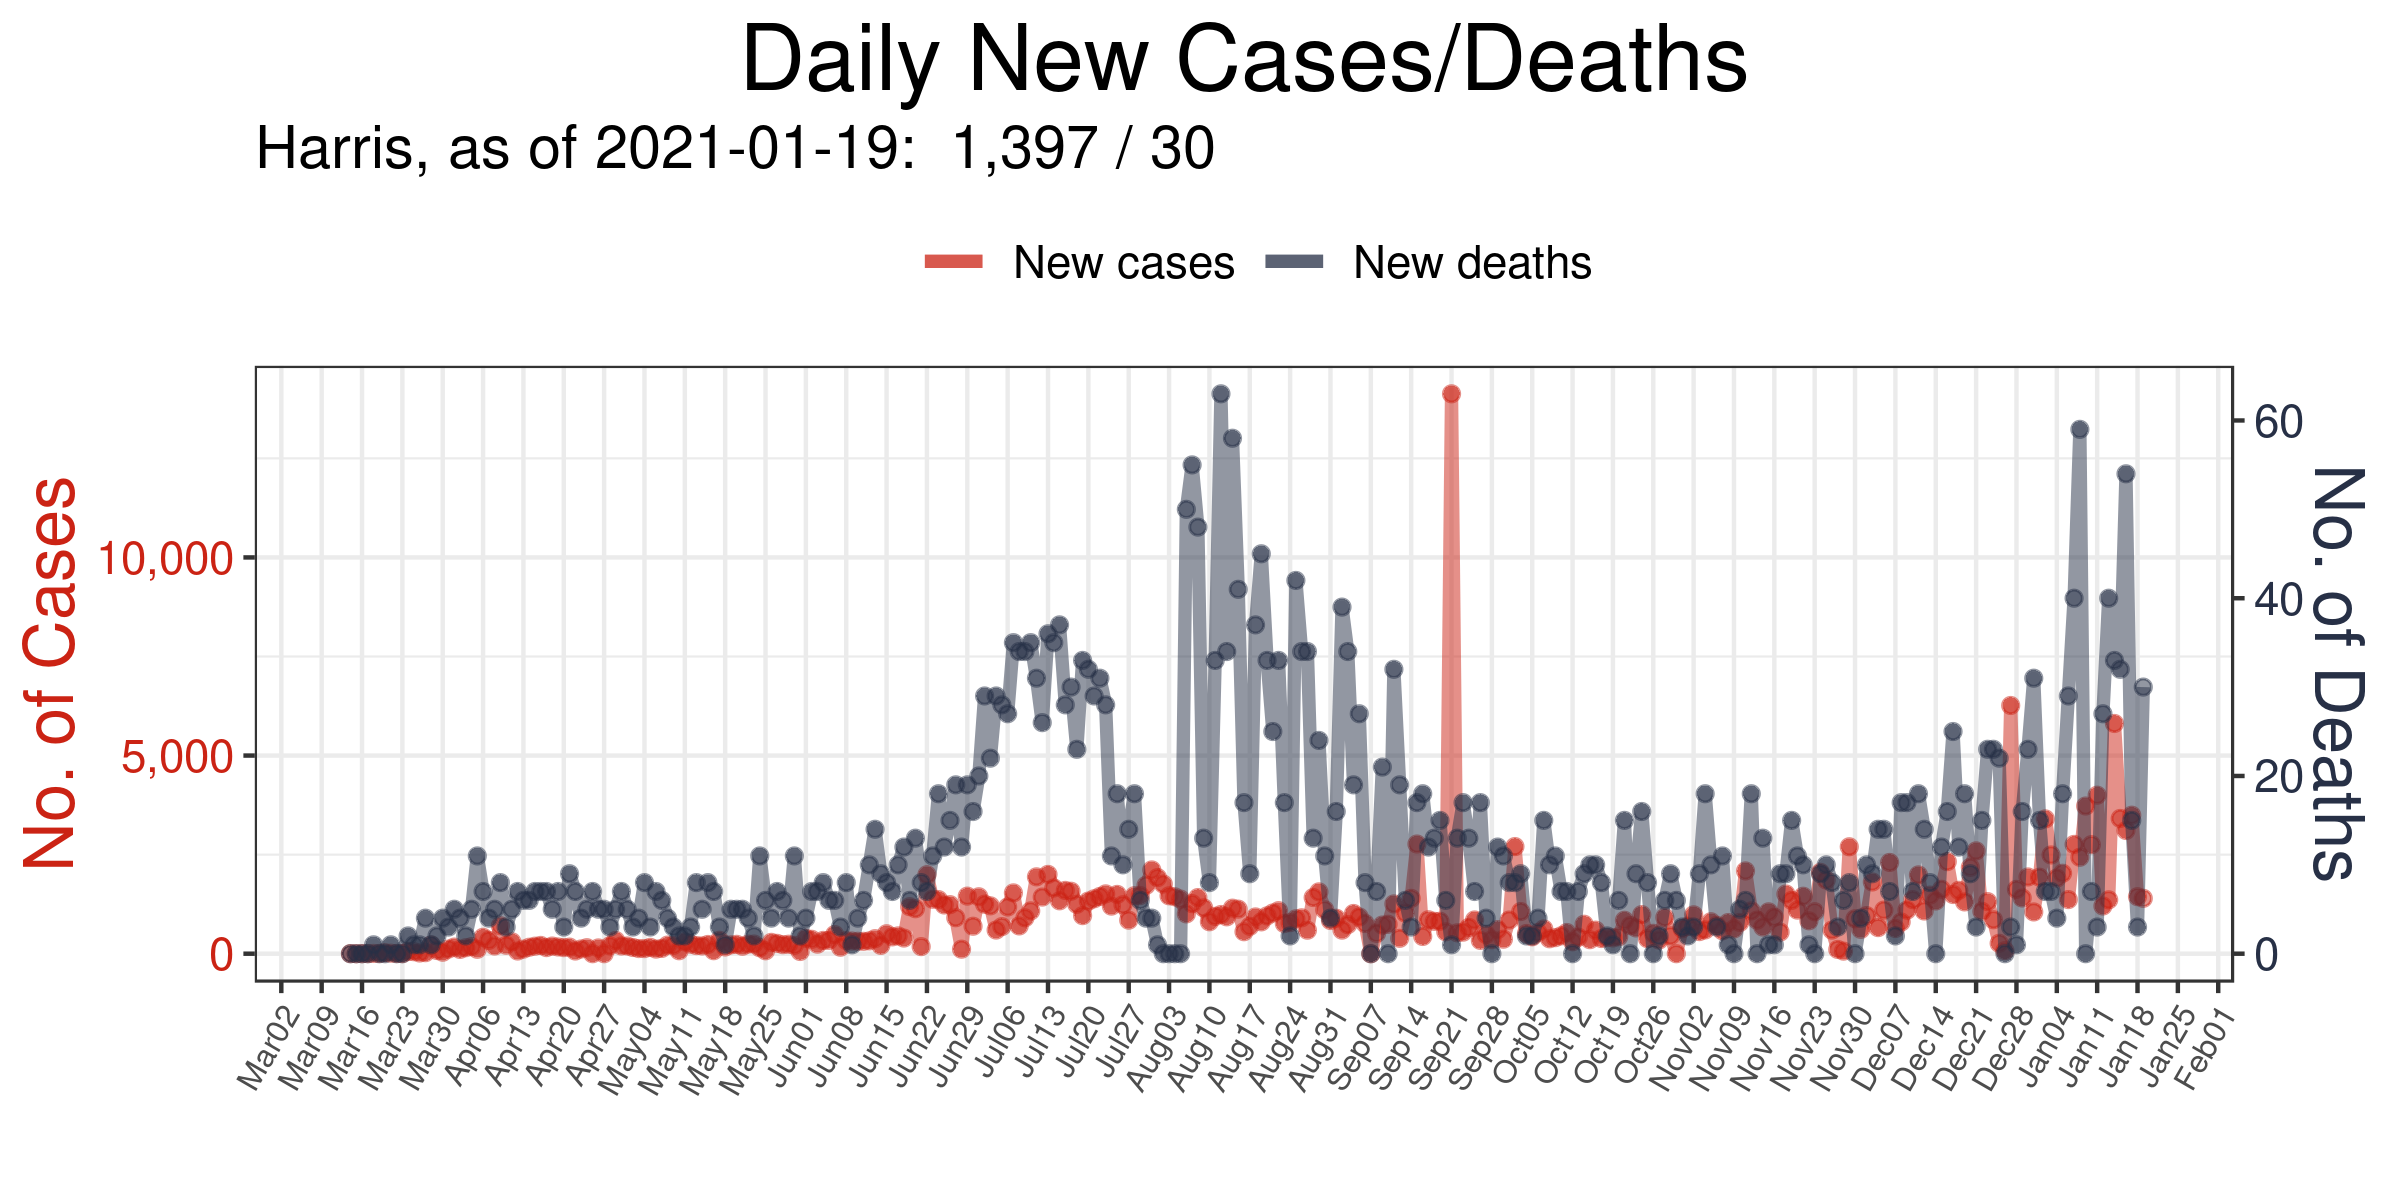 Daily New Cases/Deaths
Harris, as of 2021-01-19:  1,397 / 30
New cases
New deaths
No. of Cases
10,000
5,000
0
60
40
20
0
No. of Deaths
Mar02
Mar09
Mar16
Mar23
Mar30
Apr06
Apr13
Apr20
Apr27
May04
May11
May18
May25
Jun01
Jun08
Jun15
Jun22
Jun29
Jul06
Jul13
Jul20
Jul27
Aug03
Aug10
Aug17
Aug24
Aug31
Sep07
Sep14
Sep21
Sep28
Oct05
Oct12
Oct19
Oct26
Nov02
Nov09
Nov16
Nov23
Nov30
Dec07
Dec14
Dec21
Dec28
Jan04
Jan11
Jan18
Jan25
Feb01